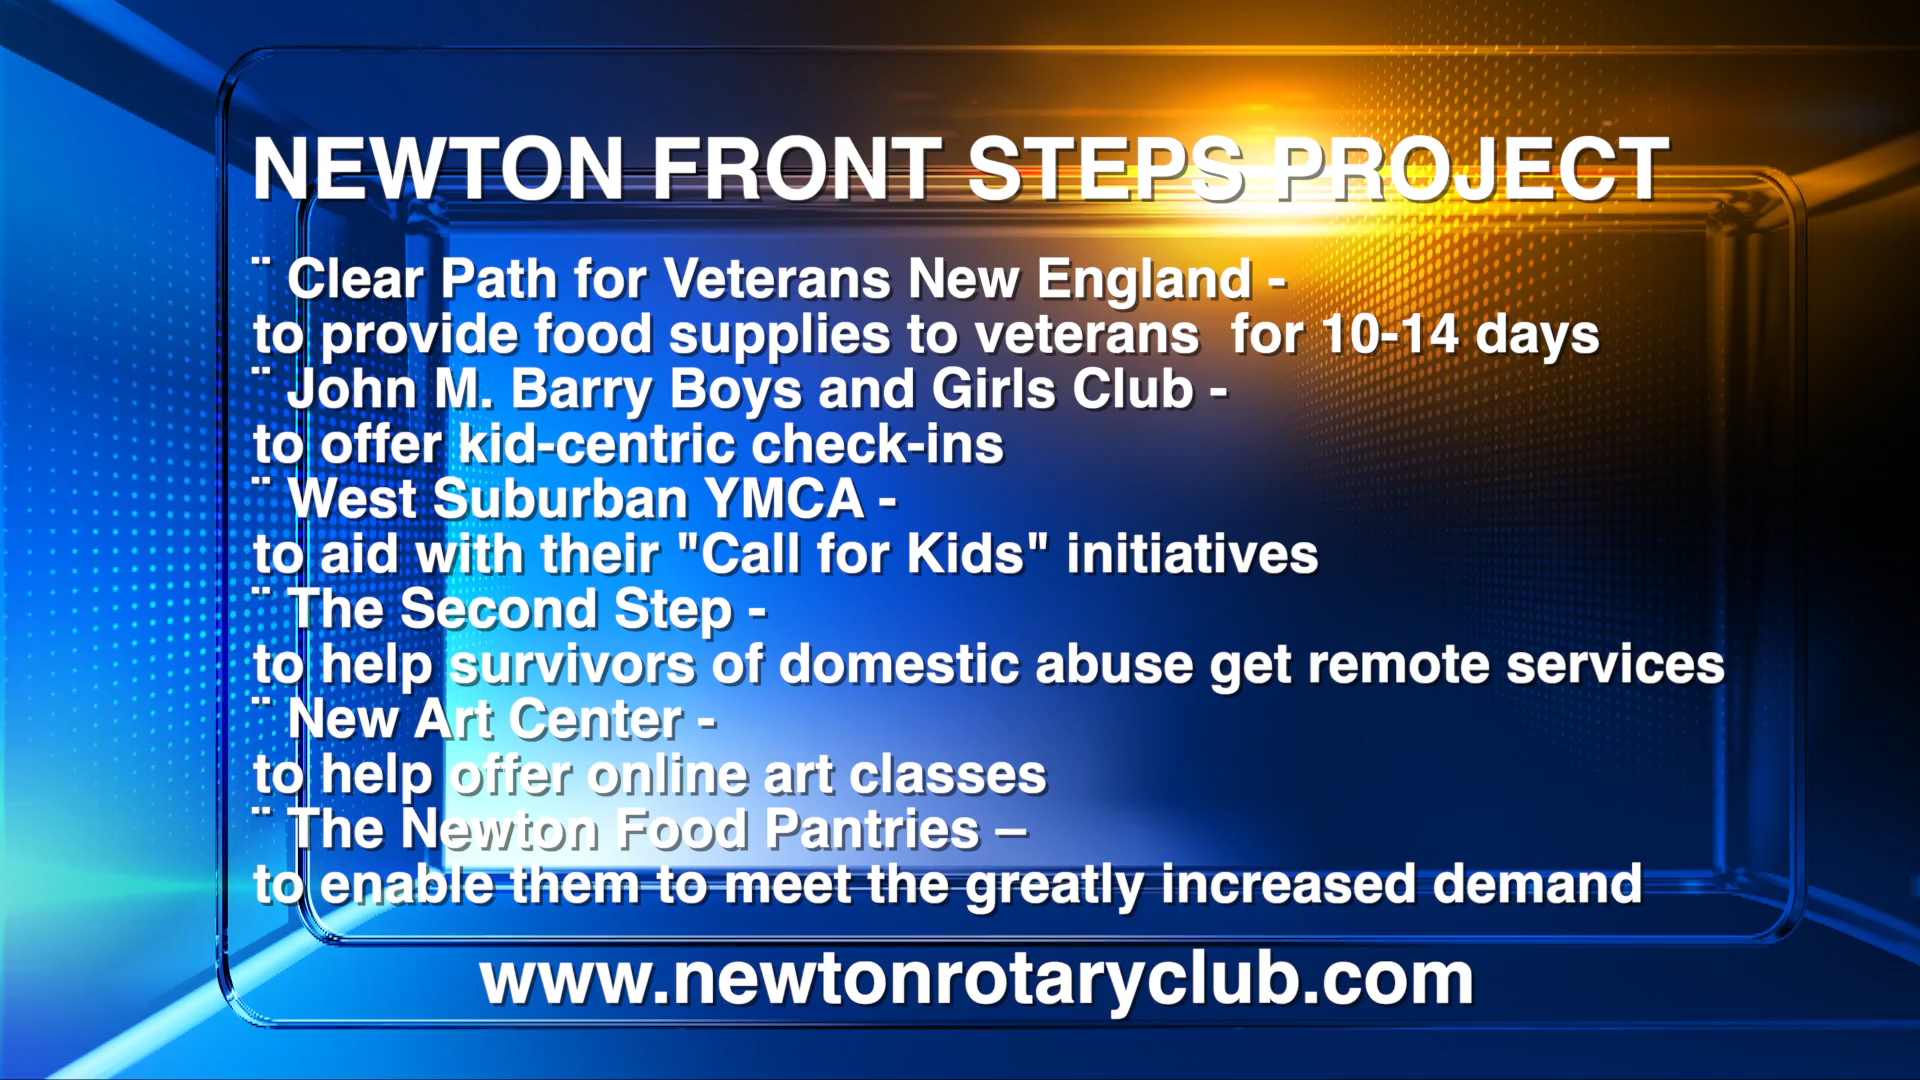 NEWTON FRONT STEPS PROJECT
¨ Clear Path for Veterans New England -
to provide food supplies to veterans  for 10-14 days
¨ John M. Barry Boys and Girls Club -
to offer kid-centric check-ins
¨ West Suburban YMCA -
to aid with their "Call for Kids" initiatives
¨ The Second Step -
to help survivors of domestic abuse get remote services
¨ New Art Center -
to help offer online art classes
¨ The Newton Food Pantries –
to enable them to meet the greatly increased demand
www.newtonrotaryclub.com